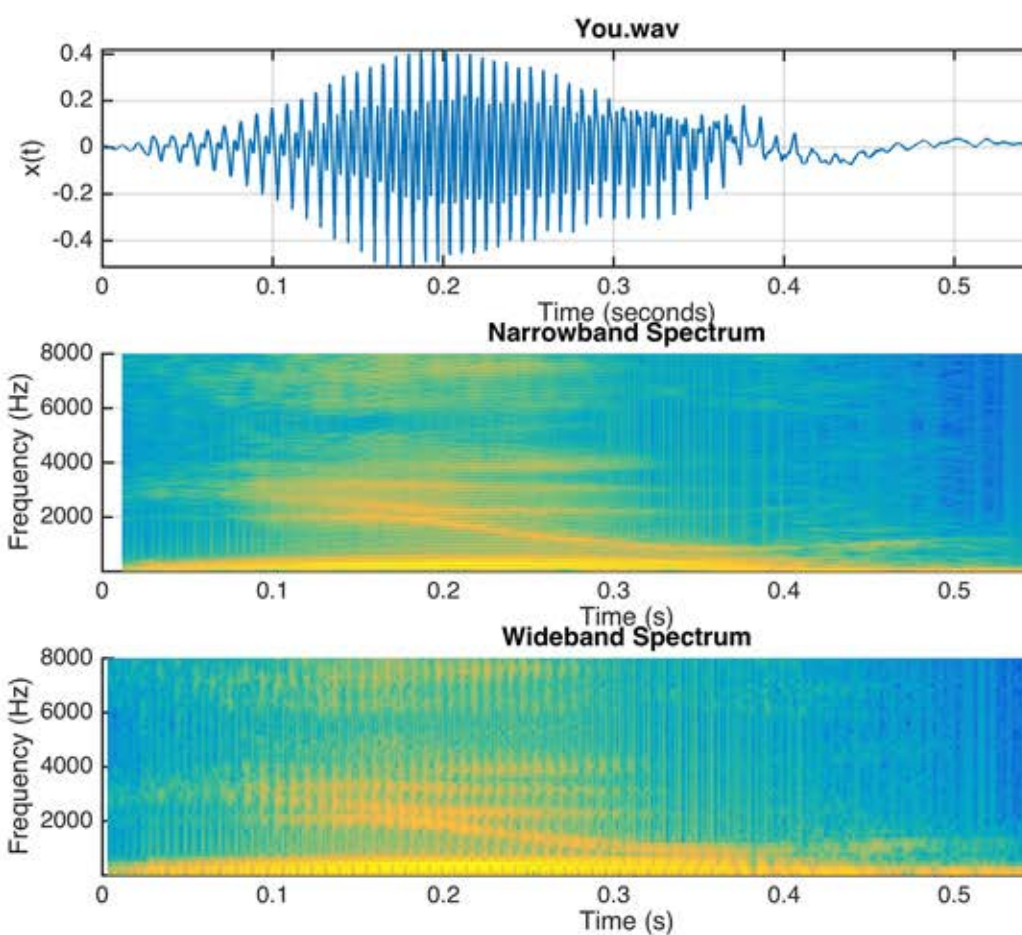 You.wav
0.4
0.2
0
-0.2
-0.4
x(t)
0 0.1 0.2 0.3 0.4 0.5
Time (seconds)
Narrowband Spectrum
8000
6000
4000
2000
Frequency (Hz)
0 0.1 0.2 0.3 0.4 0.5
Time (s)
Wideband Spectrum
8000
6000
4000
2000
Frequency (Hz)
0 0.1 0.2 0.3 0.4 0.5
Time (s)